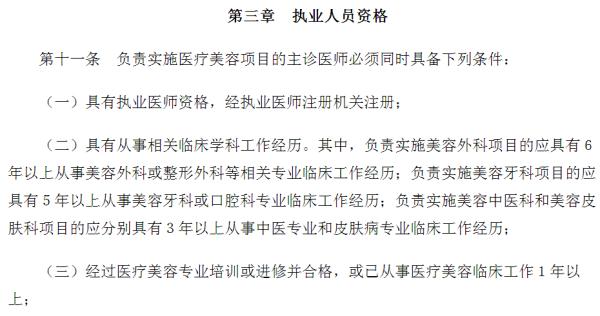 第三章　执业人员资格
第十一条　负责实施医疗美容项目的主诊医师必须同时具备下列条件：
（一）具有执业医师资格，经执业医师注册机关注册；
（二）具有从事相关临床学科工作经历。其中，负责实施美容外科项目的应具有 6
年以上从事美容外科或整形外科等相关专业临床工作经历；负责实施美容牙科项目的应
具有 5 年以上从事美容牙科或口腔科专业临床工作经历；负责实施美容中医科和美容皮
肤科项目的应分别具有 3 年以上从事中医专业和皮肤病专业临床工作经历；
（三）经过医疗美容专业培训或进修并合格，或已从事医疗美容临床工作 1 年以
上；